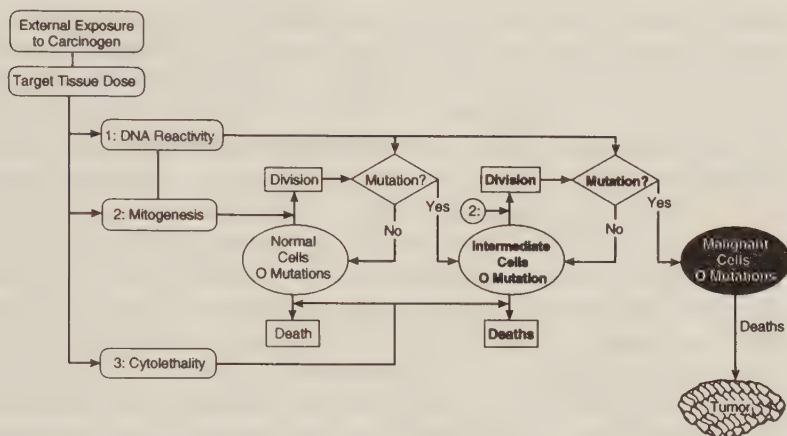 External Exposure
to Carcinogen
Target Tissue Dose
1: DNA Reactivity
2: Mitogenesis
3: Cytolethality
Division
Mutation?
Yes
No
Normal
Cells
O Mutations
Death
Division
Mutation?
2:
Yes
No
Intermediate
Cells
O Mutation
Deaths
Malignant
Cells
O Mutations
Deaths
Tumor